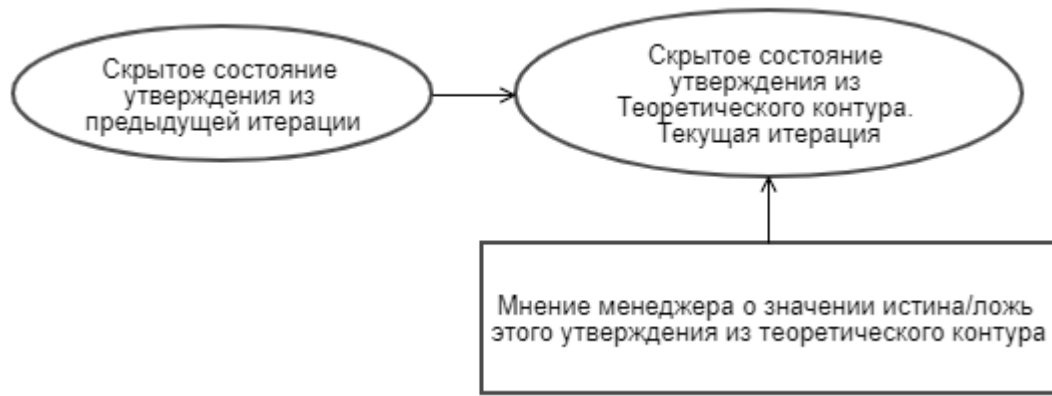 Скрытое состояние
утверждения из
предыдущей итерации
Скрытое состояние
утверждения из
Теоретического контура.
Текущая итерация
Мнение менеджера о значении истина/ложь
этого утверждения из теоретического контура